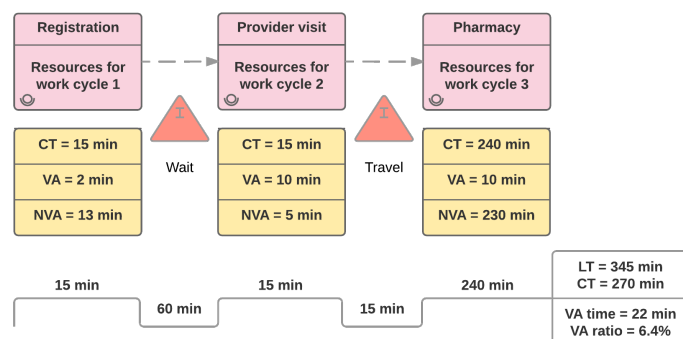 Registration
Resources for
work cycle 1
Provider visit
Resources for
work cycle 2
Pharmacy
Resources for
work cycle 3
I
Wait
I
Travel
CT = 15 min
VA = 2 min
NVA = 13 min
CT = 15 min
VA = 10 min
NVA = 5 min
CT = 240 min
VA = 10 min
NVA = 230 min
15 min
60 min
15 min
15 min
240 min
LT = 345 min
CT = 270 min
VA time = 22 min
VA ratio = 6.4%